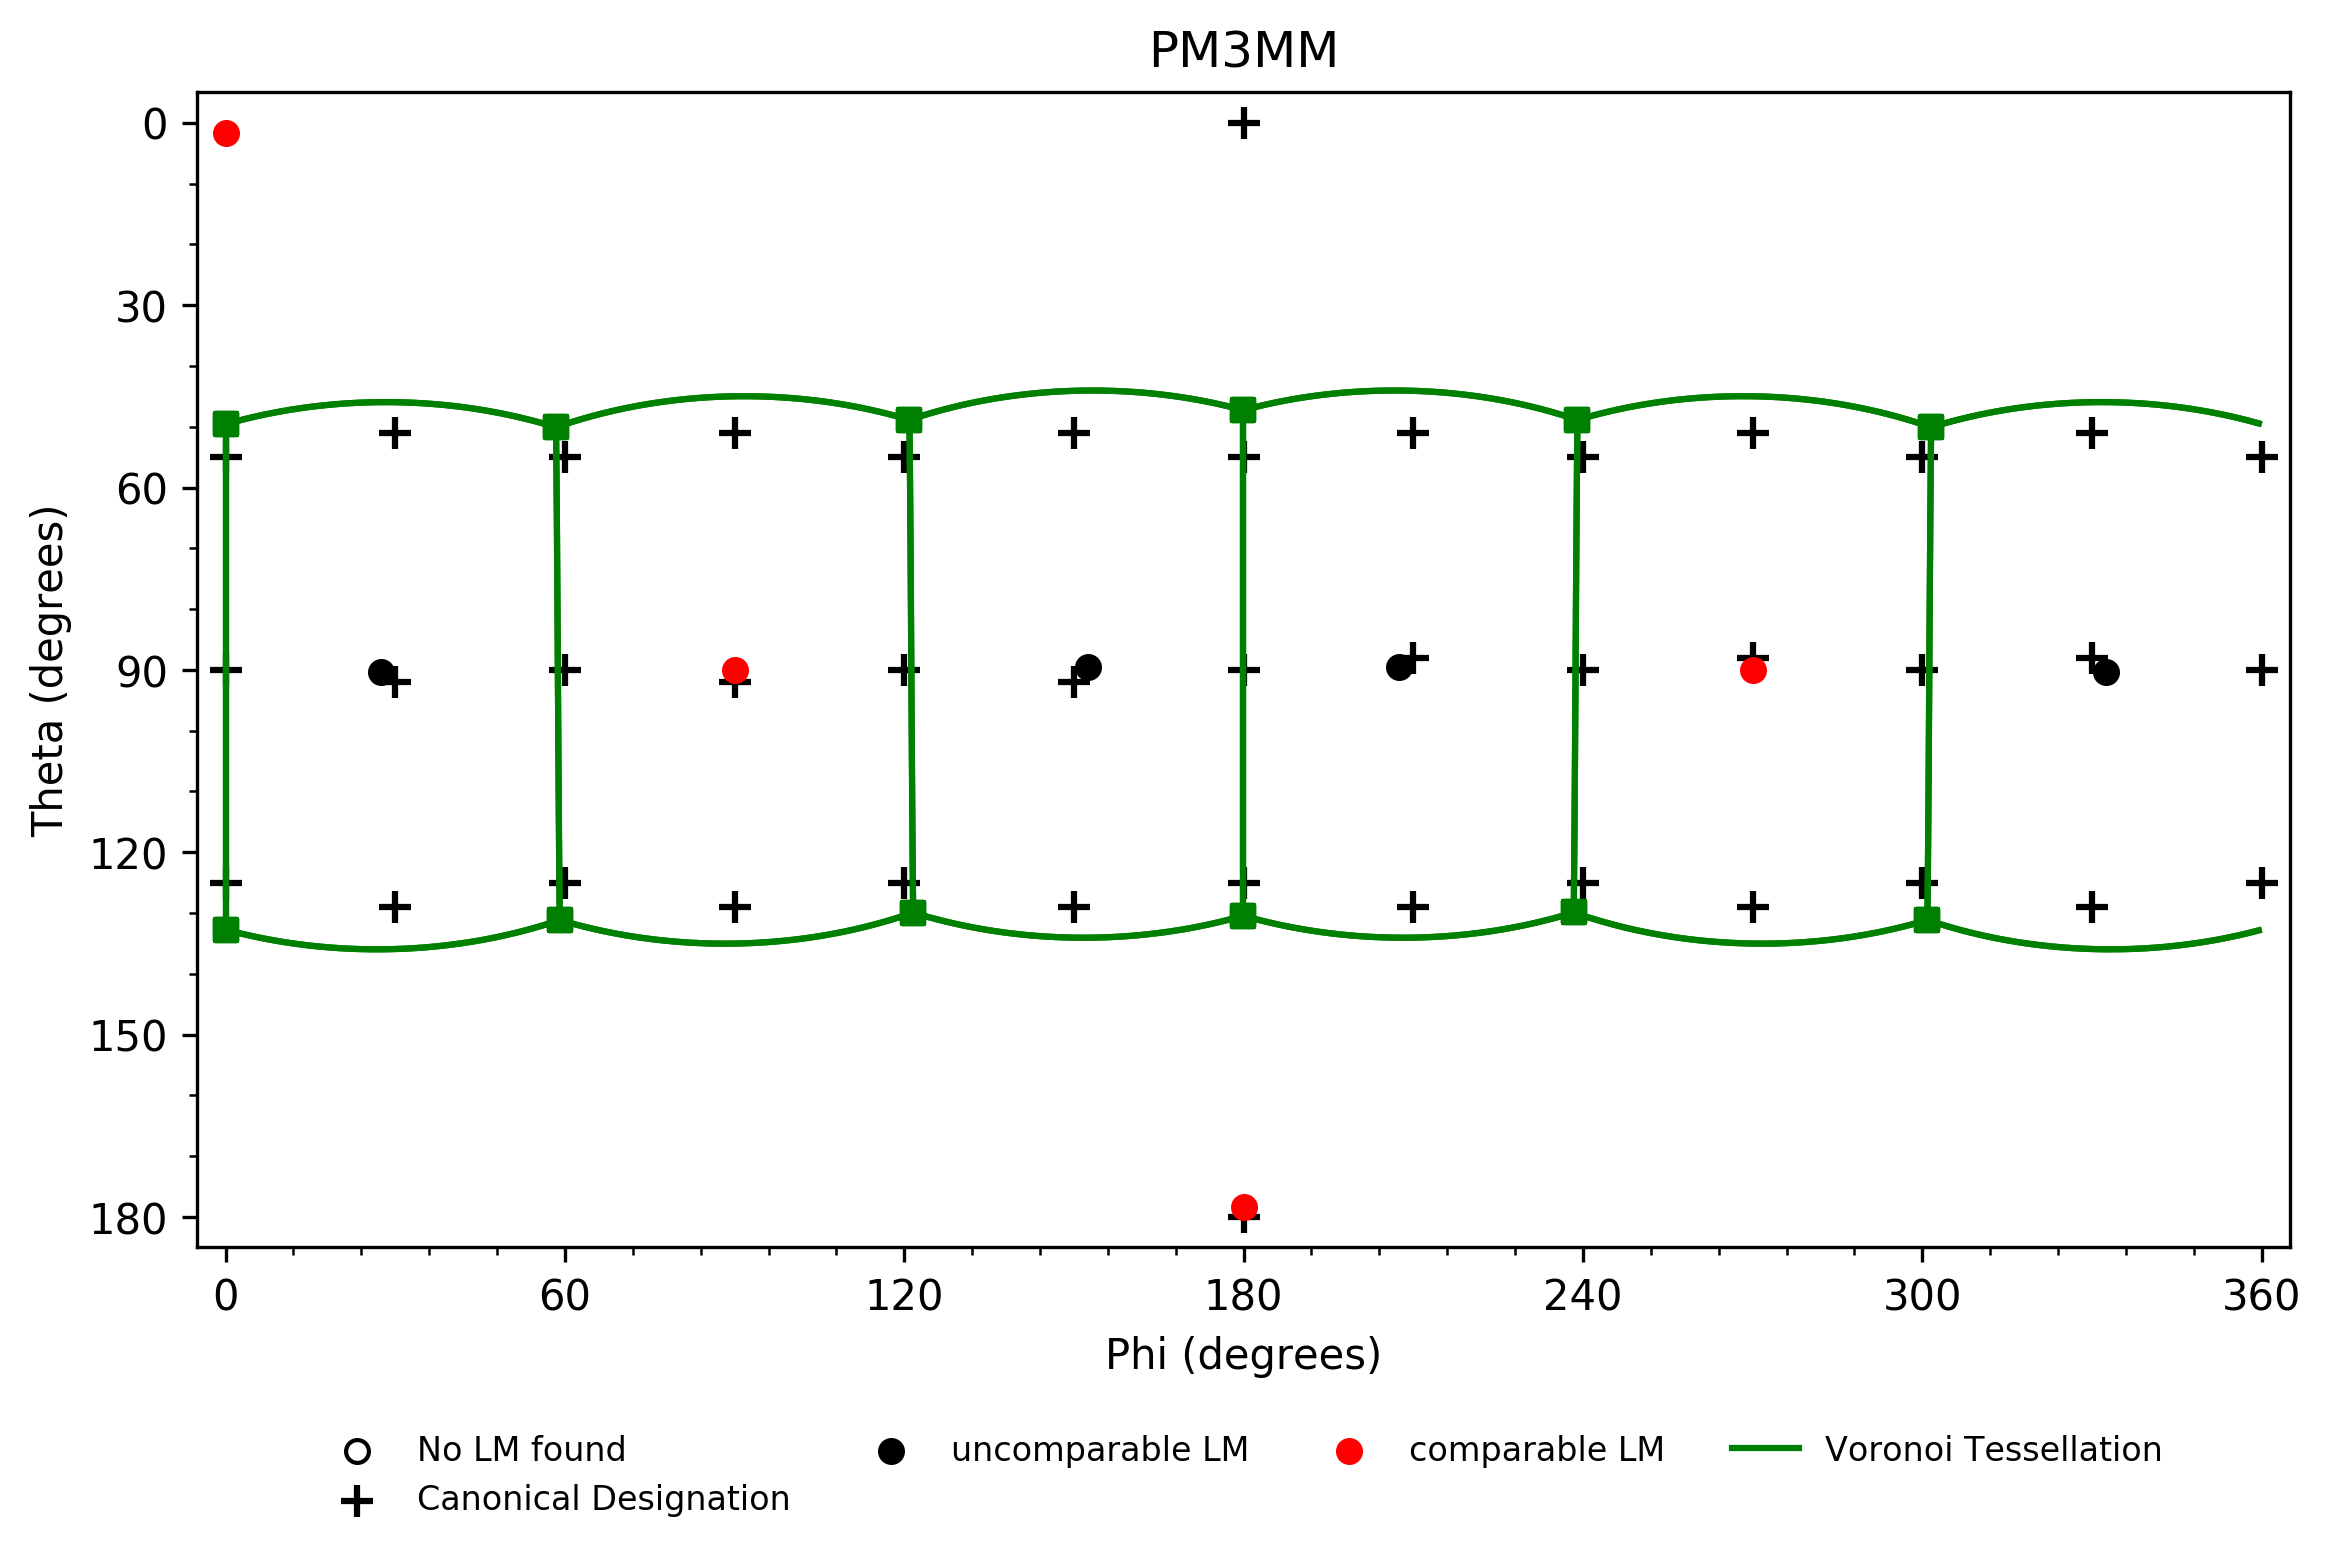 PM3MM
0
30
60
90
120
150
180
Theta (degrees)
0 60 120 180 240 300 360
Phi (degrees)
No LM found uncomparable LM comparable LM Voronoi Tessellation
Canonical Designation